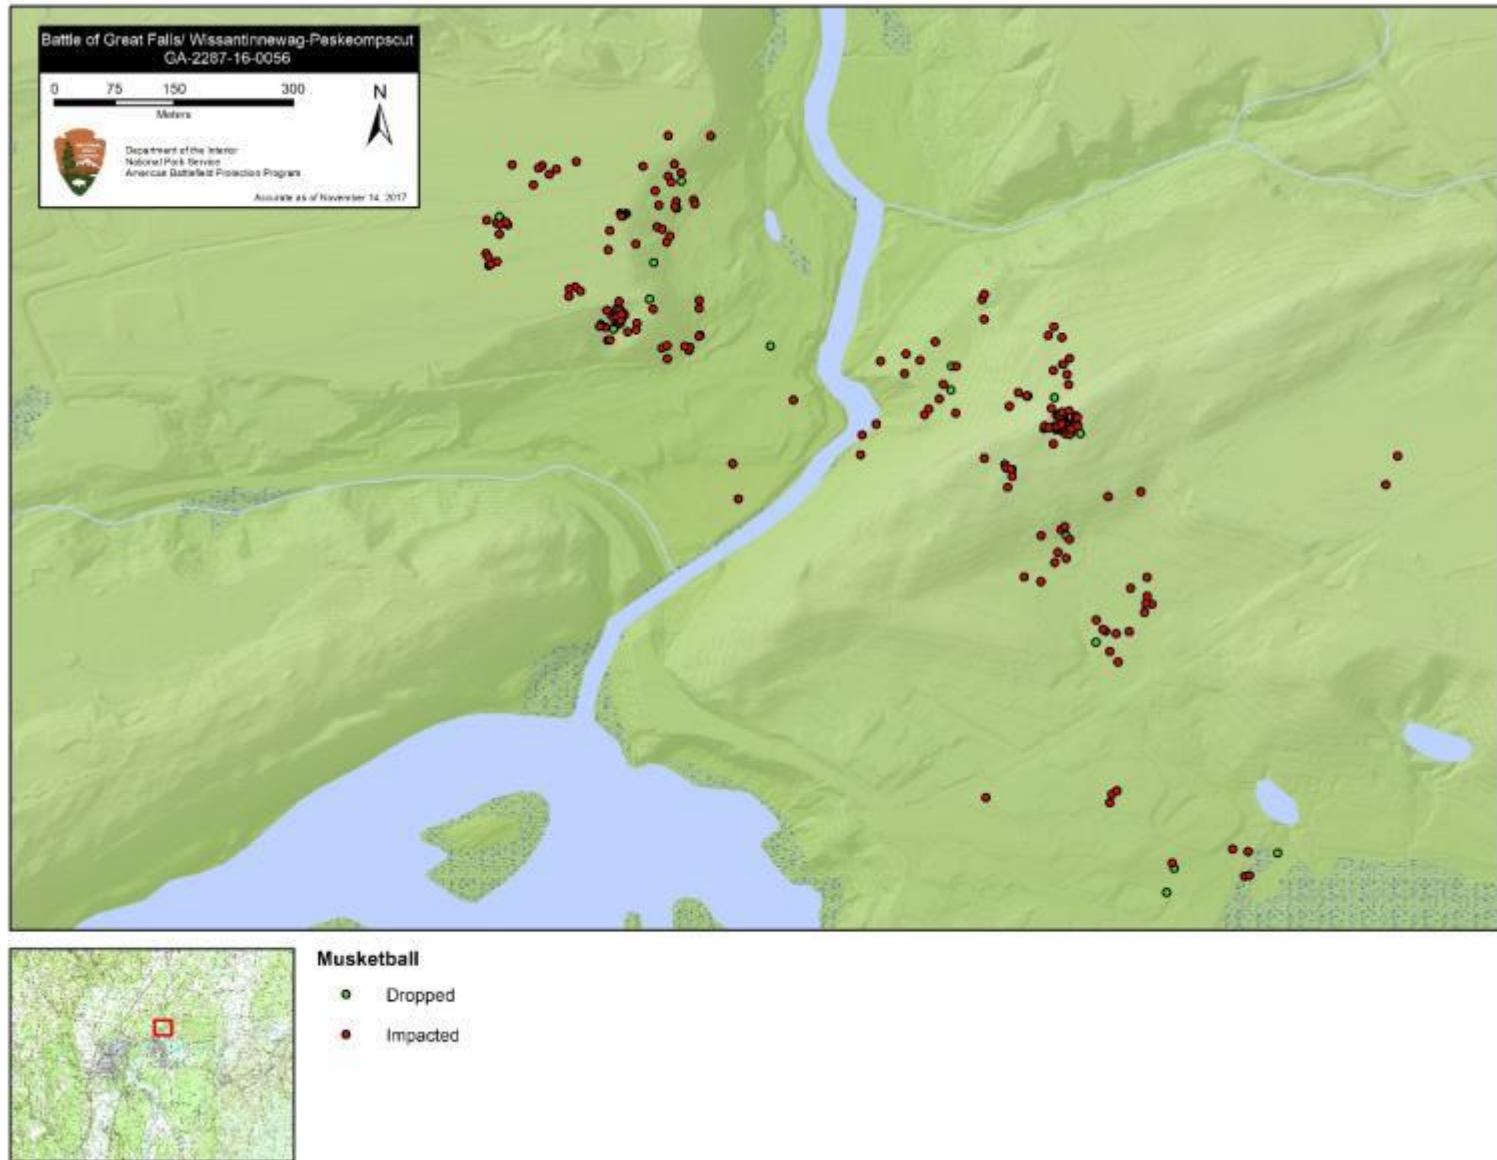 Battle of Great Falls/ Wissantinnewag-Peskeompscut
GA-2287-16-0056
0 75 150 300
Meters
N
Department of the Interior
National Park Service
American Battlefield Protection Program
Accurate as of November 14, 2017
Musketball
Dropped
Impacted